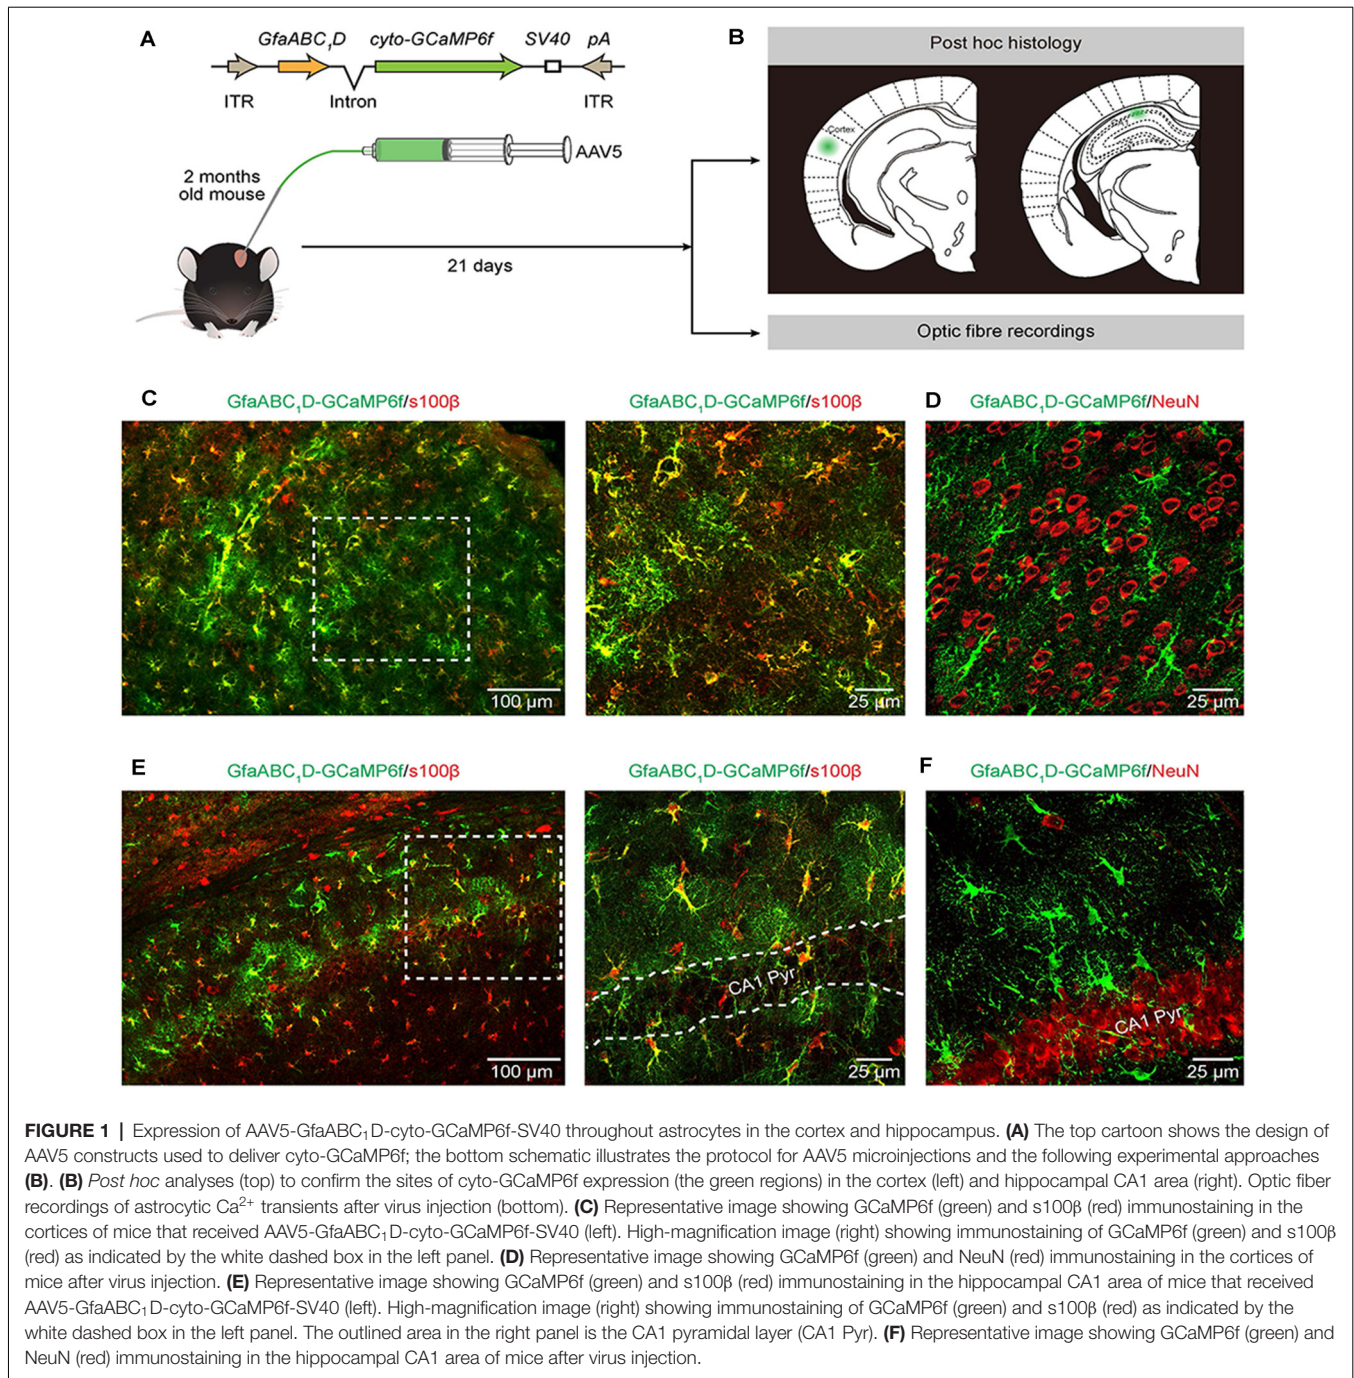 A
GfaABC1D cyto-GCaMP6f SV40 pA
ITR Intron ITR
AAV5
2 months
old mouse
21 days
B
Post hoc histology
Cortex
CA1
Optic fibre recordings
C
GfaABC1D-GCaMP6f/s100β
100 µm
GfaABC1D-GCaMP6f/s100β
25 µm
D
GfaABC1D-GCaMP6f/NeuN
25 µm
E
GfaABC1D-GCaMP6f/s100β
100 µm
GfaABC1D-GCaMP6f/s100β
CA1 Pyr
25 µm
F
GfaABC1D-GCaMP6f/NeuN
CA1 Pyr
25 µm
FIGURE 1 | Expression of AAV5-GfaABC1D-cyto-GCaMP6f-SV40 throughout astrocytes in the cortex and hippocampus. (A) The top cartoon shows the design of
AAV5 constructs used to deliver cyto-GCaMP6f; the bottom schematic illustrates the protocol for AAV5 microinjections and the following experimental approaches
(B). (B) Post hoc analyses (top) to confirm the sites of cyto-GCaMP6f expression (the green regions) in the cortex (left) and hippocampal CA1 area (right). Optic fiber
recordings of astrocytic Ca2+ transients after virus injection (bottom). (C) Representative image showing GCaMP6f (green) and s100β (red) immunostaining in the
cortices of mice that received AAV5-GfaABC1D-cyto-GCaMP6f-SV40 (left). High-magnification image (right) showing immunostaining of GCaMP6f (green) and s100β
(red) as indicated by the white dashed box in the left panel. (D) Representative image showing GCaMP6f (green) and NeuN (red) immunostaining in the cortices of
mice after virus injection. (E) Representative image showing GCaMP6f (green) and s100β (red) immunostaining in the hippocampal CA1 area of mice that received
AAV5-GfaABC1D-cyto-GCaMP6f-SV40 (left). High-magnification image (right) showing immunostaining of GCaMP6f (green) and s100β (red) as indicated by the
white dashed box in the left panel. The outlined area in the right panel is the CA1 pyramidal layer (CA1 Pyr). (F) Representative image showing GCaMP6f (green) and
NeuN (red) immunostaining in the hippocampal CA1 area of mice after virus injection.